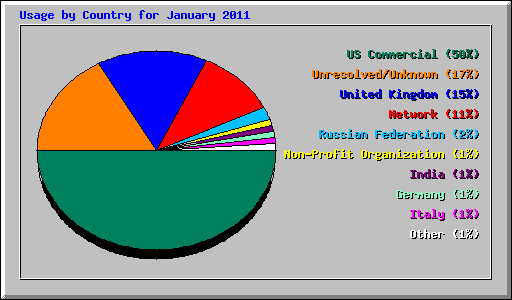 Usage by Country for January 2011
US Commercial (50%)
Unresolved/Unknown (17%)
United Kingdom (15%)
Network (11%)
Russian Federation (2%)
Non-Profit Organization (1%)
India (1%)
Germany (1%)
Italy (1%)
Other (1%)